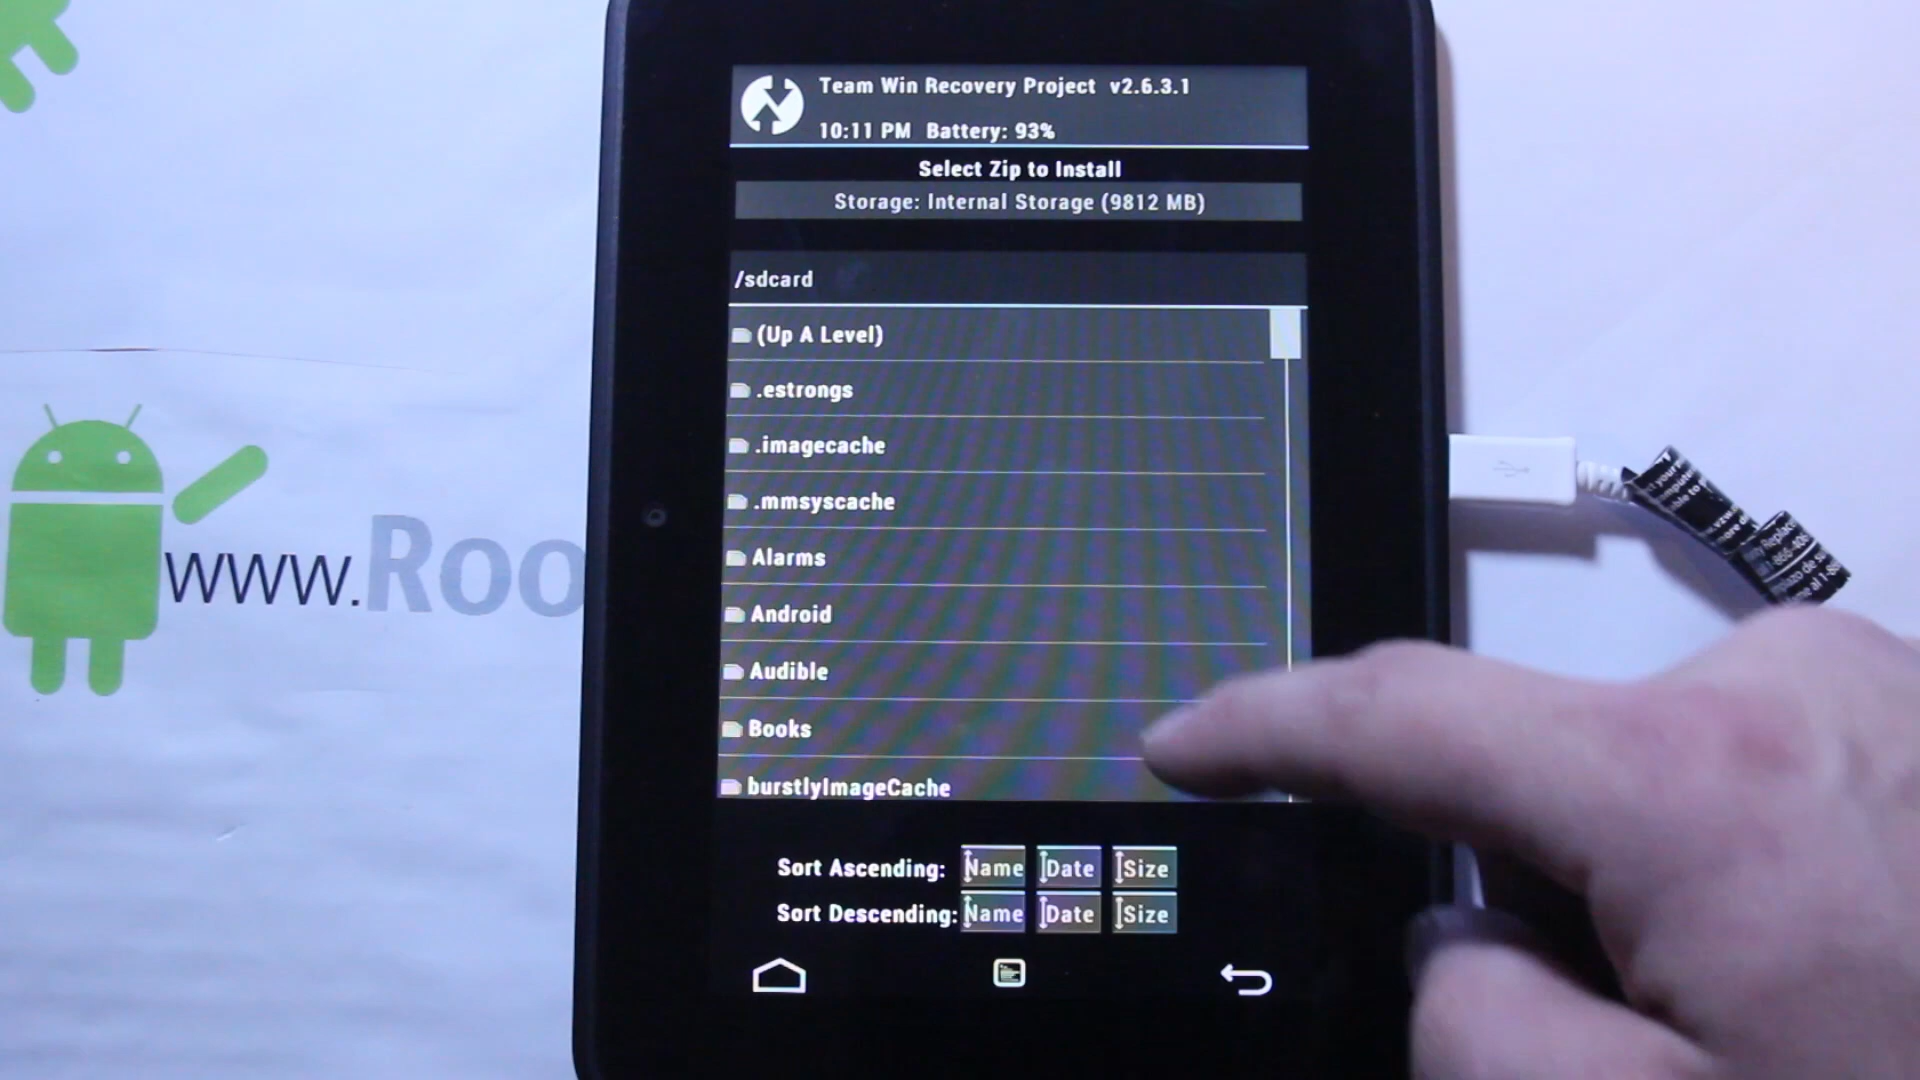 Team Win Recovery Project v2.6.3.1
10:11 PM Battery: 93%
Select Zip to Install
Storage: Internal Storage (9812 MB)
/sdcard
(Up A Level)
.estrongs
.imagecache
.mmsyscache
Alarms
Android
Audible
Books
burstlyImageCache
Sort Ascending: Name Date Size
Sort Descending: Name Date Size
www.Roo